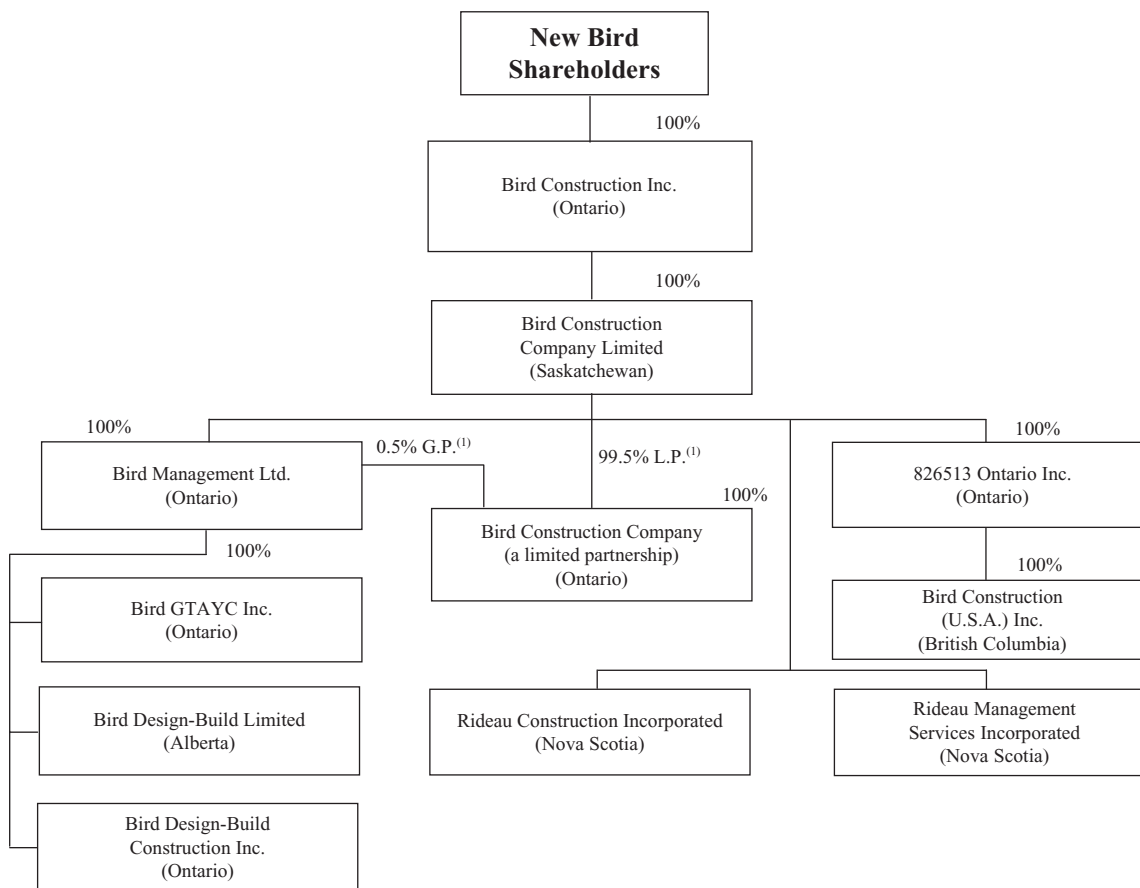 New Bird
Shareholders
100%
Bird Construction Inc.
(Ontario)
100%
Bird Construction
Company Limited
(Saskatchewan)
100%
Bird Management Ltd.
(Ontario)
0.5% G.P.(1)
99.5% L.P.(1)
100%
826513 Ontario Inc.
(Ontario)
100%
Bird Construction Company
(a limited partnership)
(Ontario)
100%
Bird GTAYC Inc.
(Ontario)
100%
Bird Construction
(U.S.A.) Inc.
(British Columbia)
Bird Design-Build Limited
(Alberta)
Rideau Construction Incorporated
(Nova Scotia)
Rideau Management
Services Incorporated
(Nova Scotia)
Bird Design-Build
Construction Inc.
(Ontario)